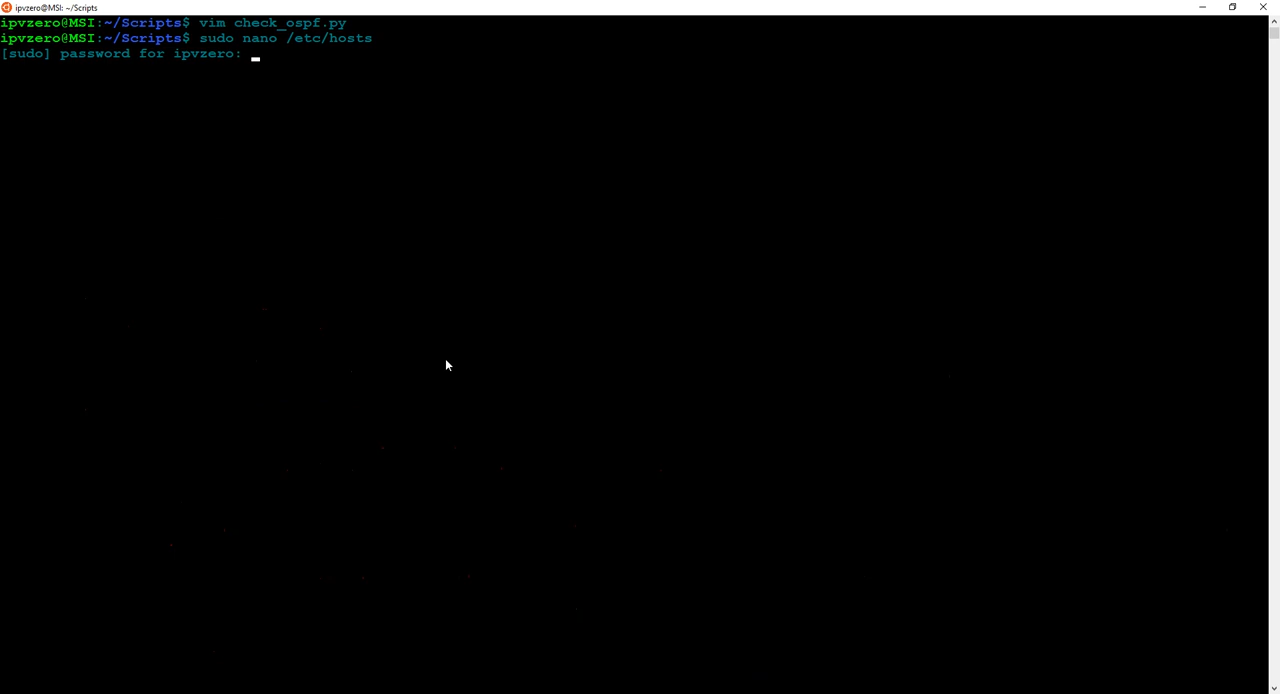 ipvzero@MSI: ~/Scripts
ipvzero@MSI:~/Scripts$ vim check_ospf.py
ipvzero@MSI:~/Scripts$ sudo nano /etc/hosts
[sudo] password for ipvzero: